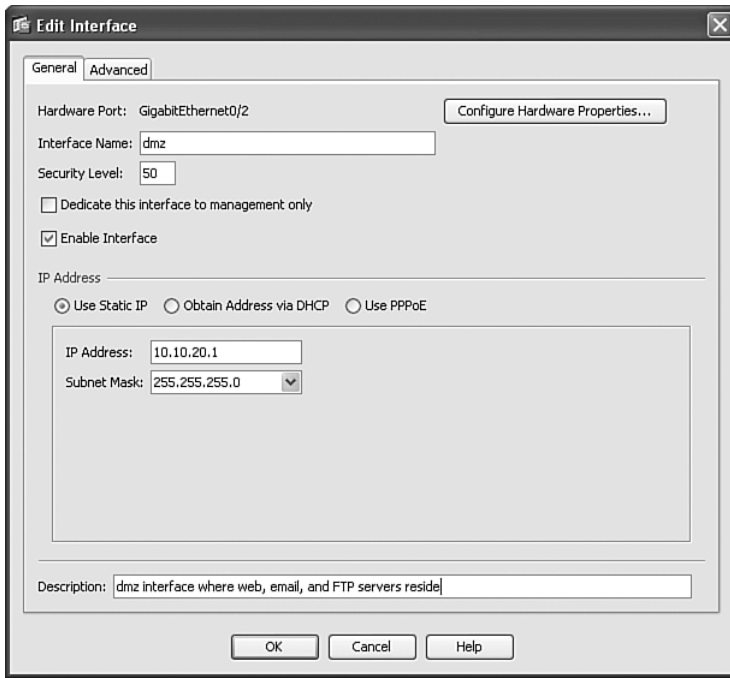 Edit Interface
General Advanced
Hardware Port: GigabitEthernet0/2 Configure Hardware Properties...
Interface Name: dmz
Security Level: 50
Dedicate this interface to management only
Enable Interface
IP Address
Use Static IP Obtain Address via DHCP Use PPPoE
IP Address: 10.10.20.1
Subnet Mask: 255.255.255.0
Description: dmz interface where web, email, and FTP servers reside
OK Cancel Help